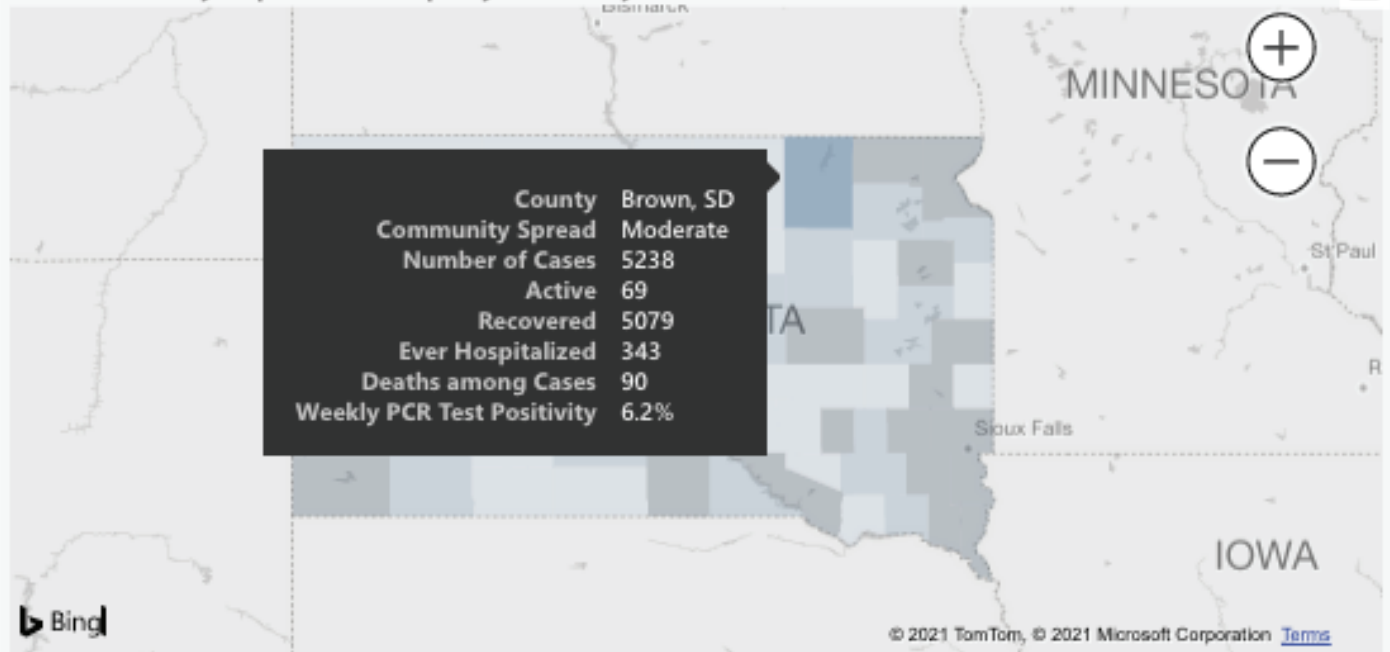 Bismarck
MINNESOTA
County Brown, SD
Community Spread Moderate
Number of Cases 5238
Active 69
Recovered 5079
Ever Hospitalized 343
Deaths among Cases 90
Weekly PCR Test Positivity 6.2%
St Paul
TA
R
Sioux Falls
IOWA
Bing
© 2021 TomTom, © 2021 Microsoft Corporation Terms